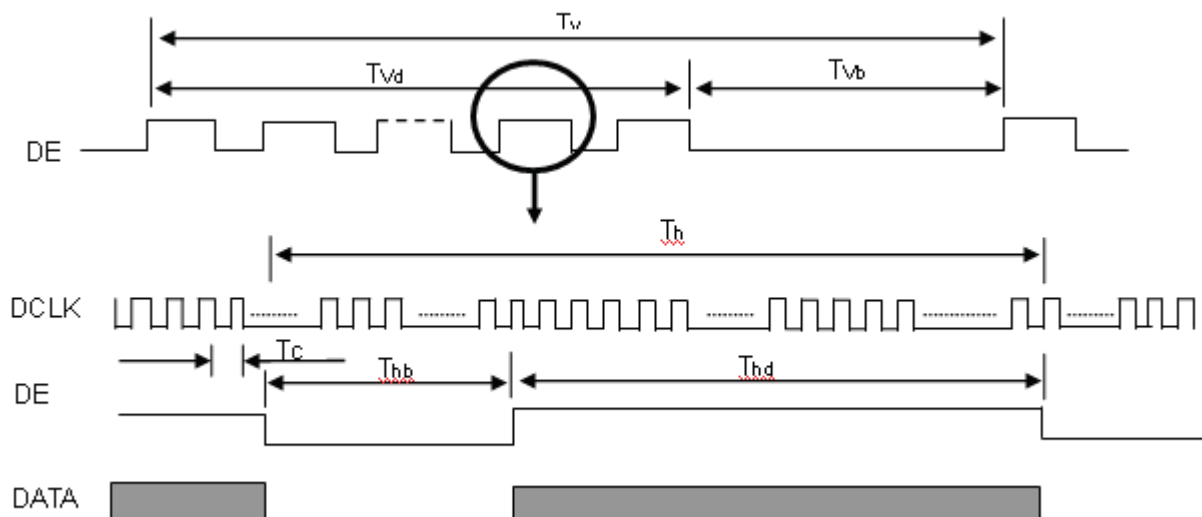 Tv
TVd
TVb
DE
Th
DCLK
TC
Thb
Thd
DE
DATA